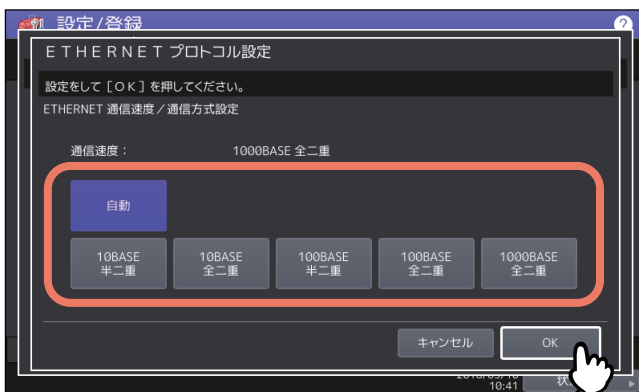 設定/登録
?
ＥＴＨＥＲＮＥＴ プロトコル設定
設定をして［ＯＫ］を押してください。
ETHERNET 通信速度／通信方式設定
通信速度： 1000BASE 全二重
自動
10BASE
半二重
10BASE
全二重
100BASE
半二重
100BASE
全二重
1000BASE
全二重
キャンセル
OK
10:41